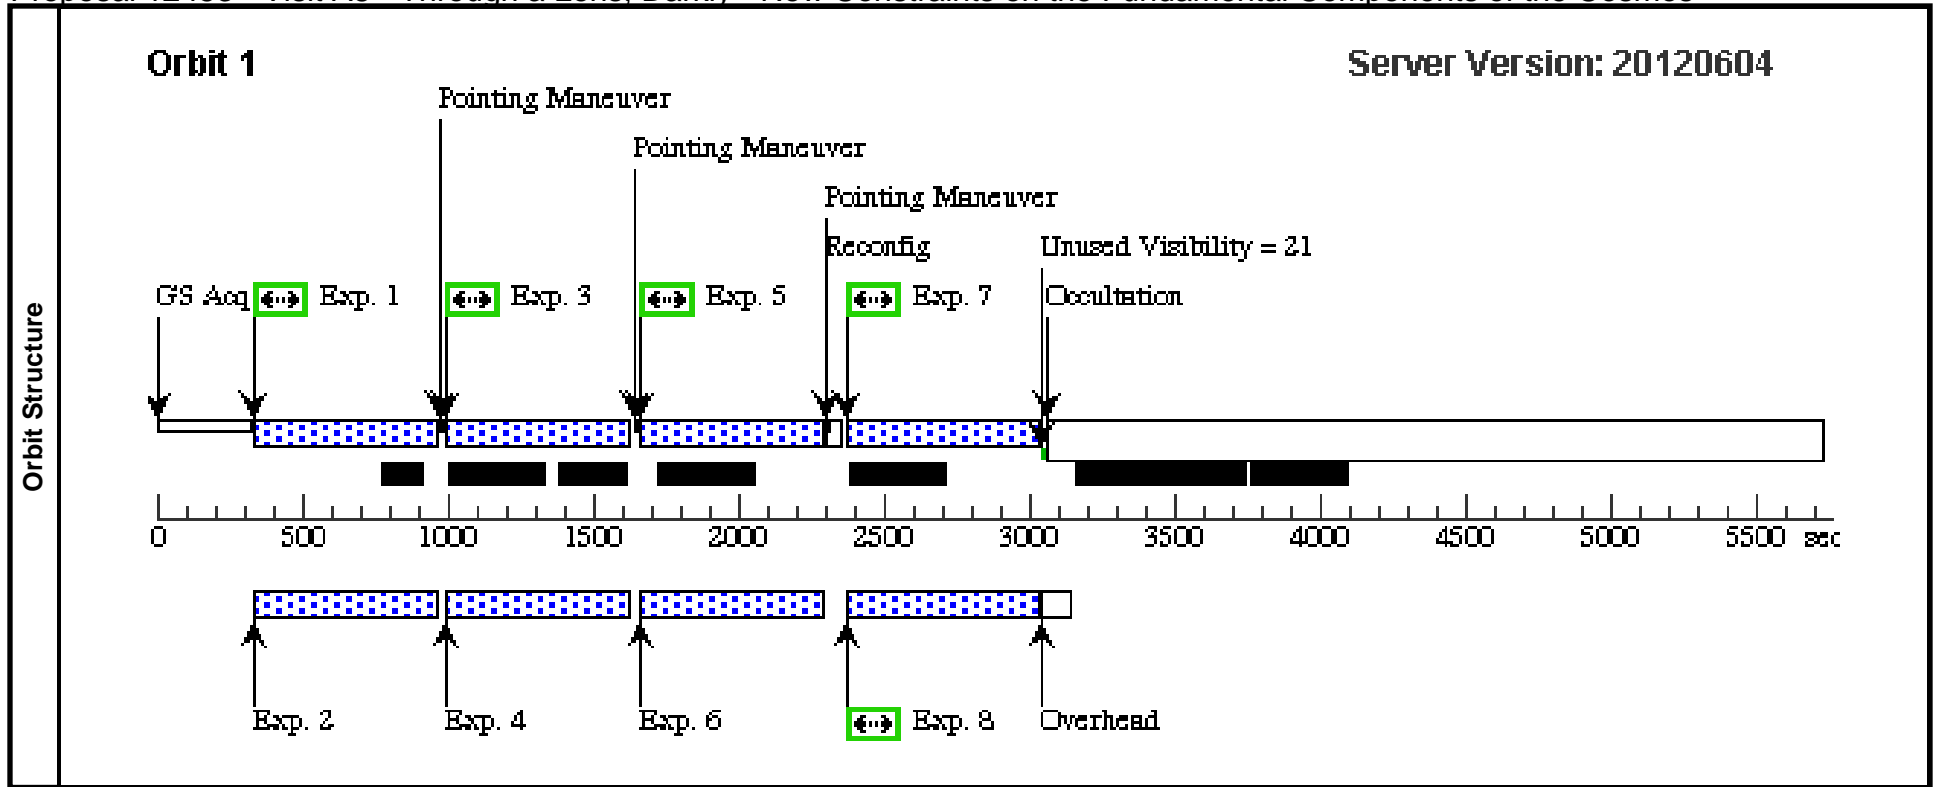 Orbit 1
Server Version: 20120604
Pointing Maneuver
Pointing Maneuver
Pointing Maneuver
Reconfig
Unused Visibility = 21
GS Acq
Exp. 1
Exp. 3
Exp. 5
Exp. 7
Occultation
Orbit Structure
0 500 1000 1500 2000 2500 3000 3500 4000 4500 5000 5500 sec
Exp. 2
Exp. 4
Exp. 6
Exp. 8
Overhead